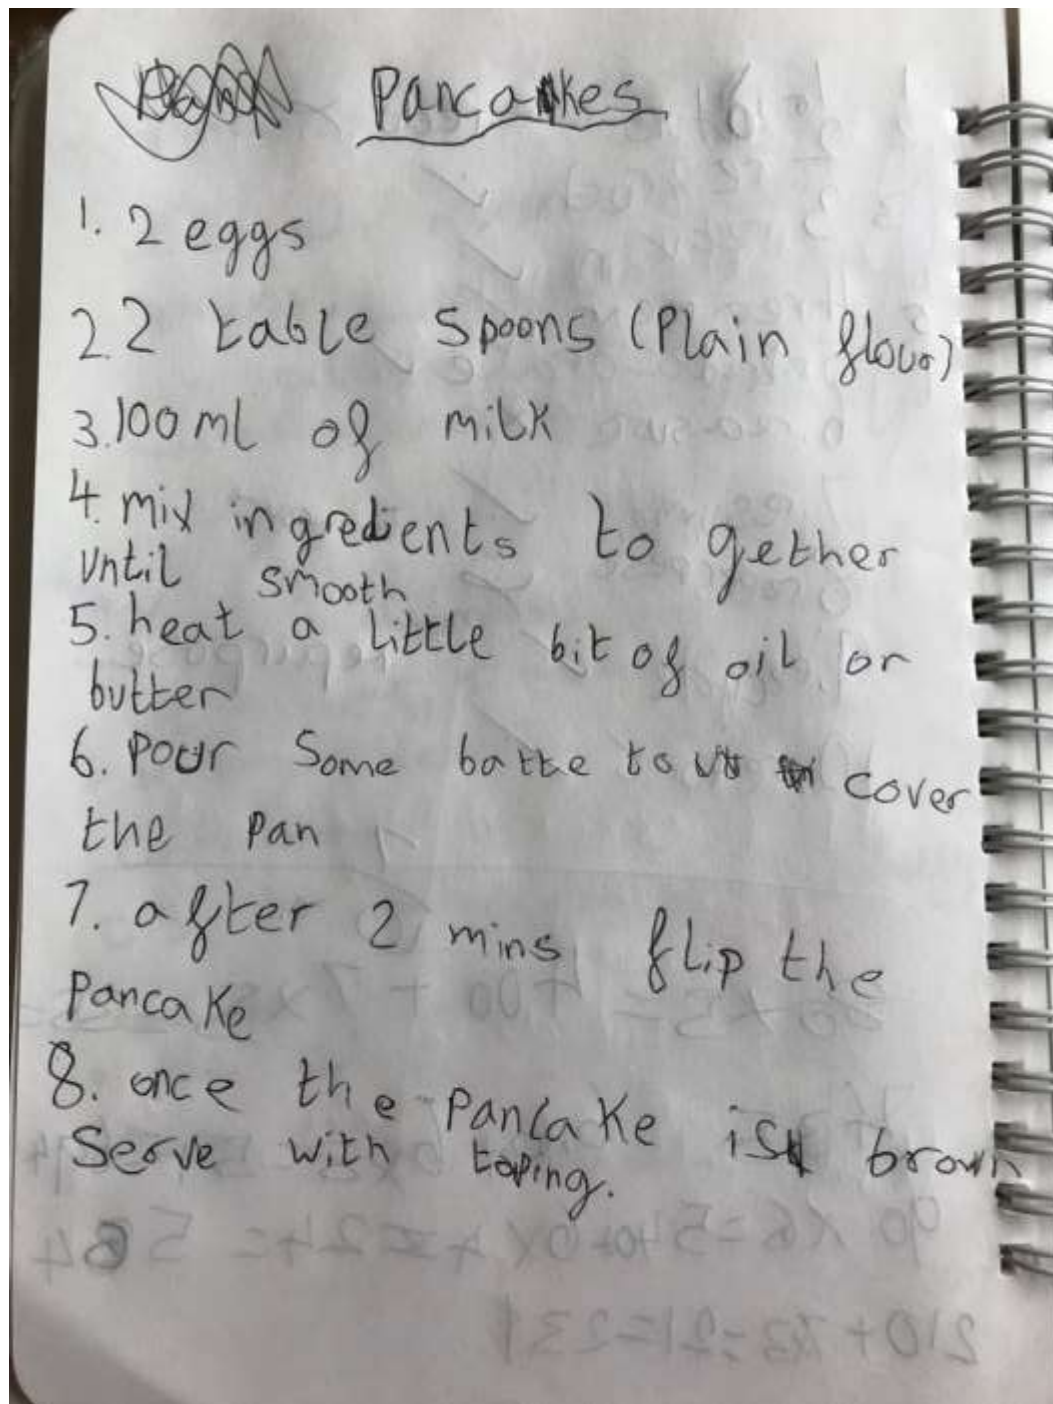 Pancakes
1. 2 eggs
2. 2 table spoons (Plain flour)
3. 100 ml of milk
4. mix ingredients to gether
until smooth
5. heat a little bit of oil or
butter
6. pour some batte to cover
the pan
7. after 2 mins flip the
pancake
8. once the pancake is brown
Serve with toping.